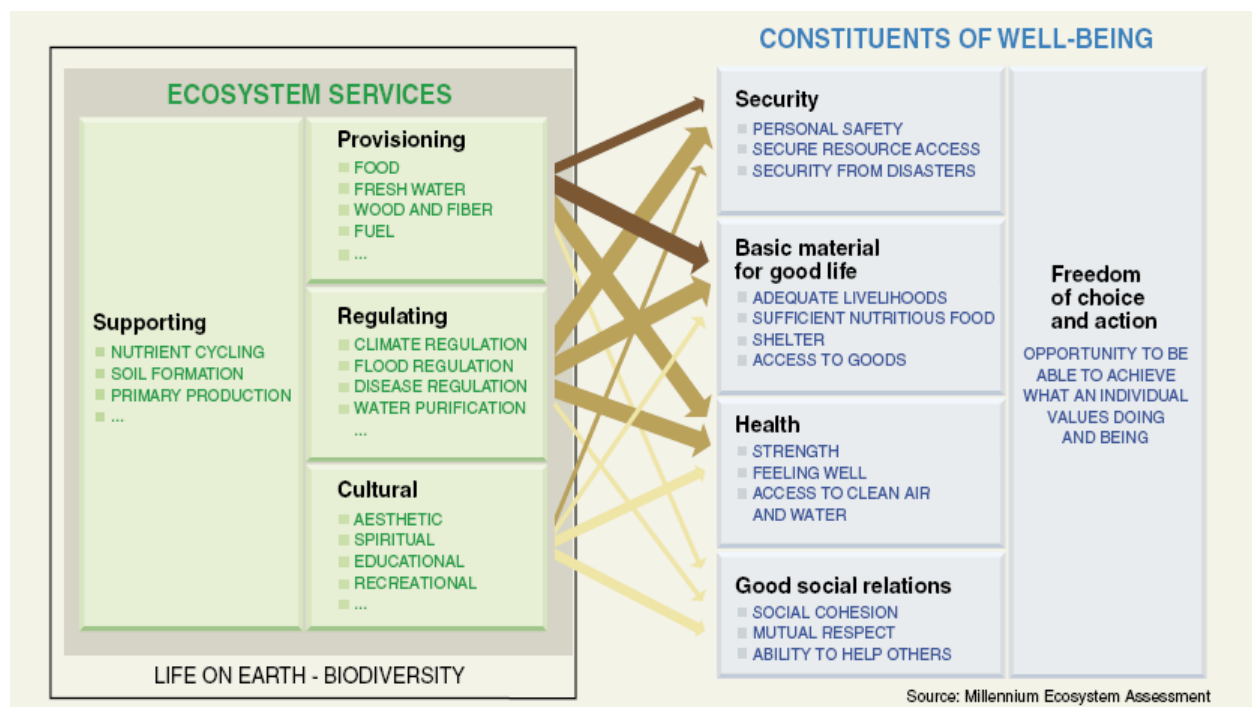 CONSTITUENTS OF WELL-BEING
ECOSYSTEM SERVICES
Supporting
NUTRIENT CYCLING
SOIL FORMATION
PRIMARY PRODUCTION
...
Provisioning
FOOD
FRESH WATER
WOOD AND FIBER
FUEL
...
Regulating
CLIMATE REGULATION
FLOOD REGULATION
DISEASE REGULATION
WATER PURIFICATION
...
Cultural
AESTHETIC
SPIRITUAL
EDUCATIONAL
RECREATIONAL
...
LIFE ON EARTH - BIODIVERSITY
Security
PERSONAL SAFETY
SECURE RESOURCE ACCESS
SECURITY FROM DISASTERS
Basic material
for good life
ADEQUATE LIVELIHOODS
SUFFICIENT NUTRITIOUS FOOD
SHELTER
ACCESS TO GOODS
Health
STRENGTH
FEELING WELL
ACCESS TO CLEAN AIR
AND WATER
Good social relations
SOCIAL COHESION
MUTUAL RESPECT
ABILITY TO HELP OTHERS
Freedom
of choice
and action
OPPORTUNITY TO BE
ABLE TO ACHIEVE
WHAT AN INDIVIDUAL
VALUES DOING
AND BEING
Source: Millennium Ecosystem Assessment